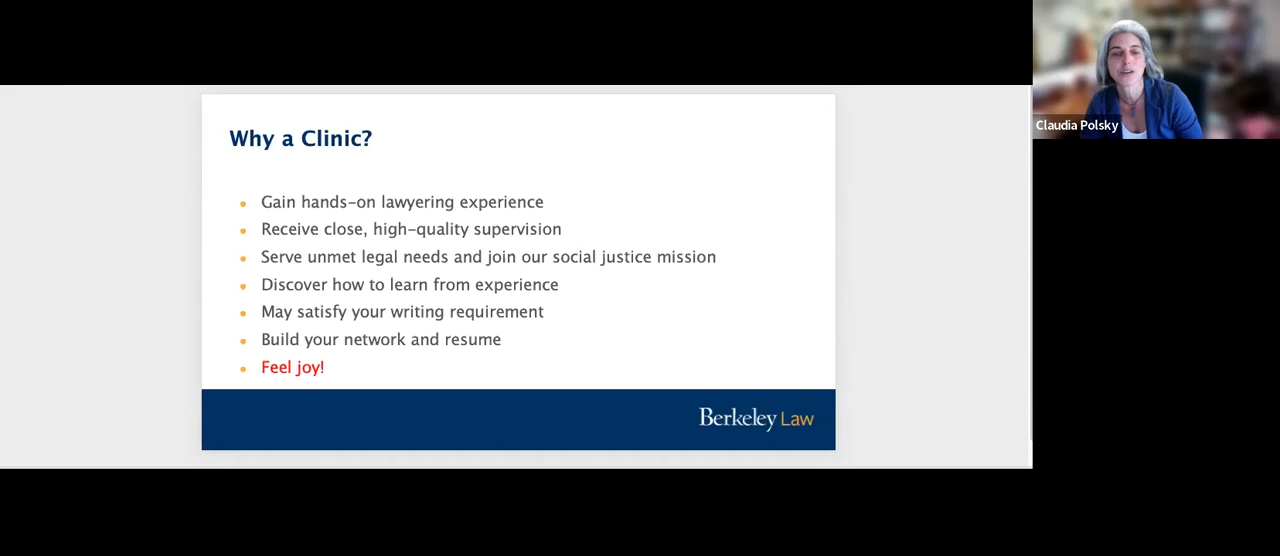 Why a Clinic?
Gain hands-on lawyering experience
Receive close, high-quality supervision
Serve unmet legal needs and join our social justice mission
Discover how to learn from experience
May satisfy your writing requirement
Build your network and resume
Feel joy!
Berkeley Law
Claudia Polsky